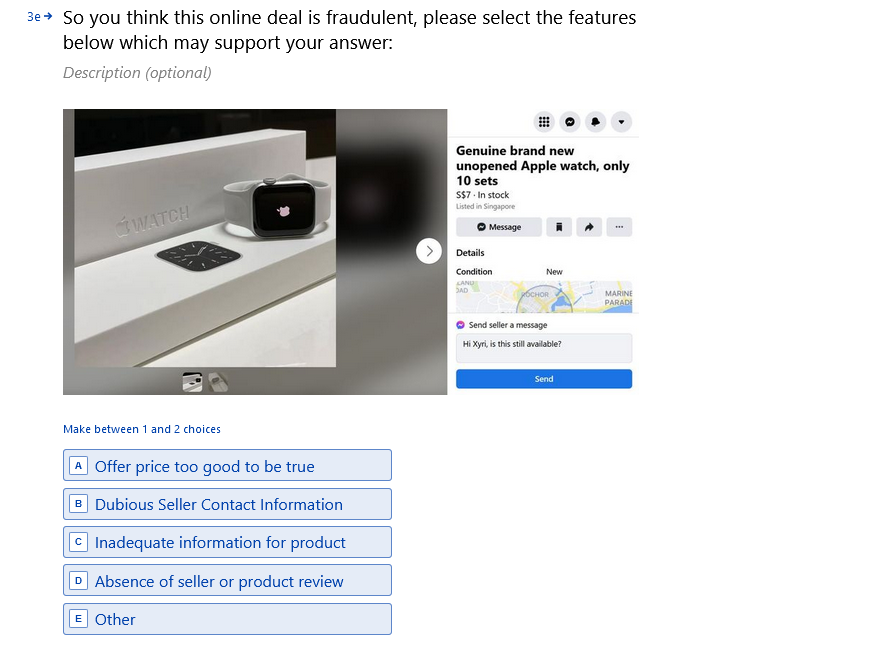 3e
So you think this online deal is fraudulent, please select the features
below which may support your answer:
Description (optional)
WATCH
Genuine brand new
unopened Apple watch, only
10 sets
S$7 · In stock
Listed in Singapore
Message
Details
Condition New
ROCHOR
MARINE
PARADE
Send seller a message
Hi Xyri, is this still available?
Send
Make between 1 and 2 choices
A Offer price too good to be true
B Dubious Seller Contact Information
C Inadequate information for product
D Absence of seller or product review
E Other